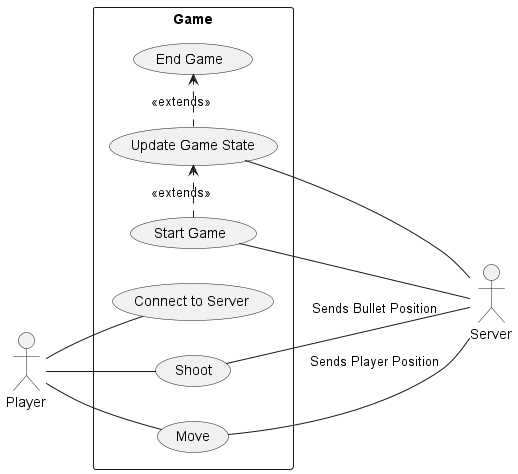 Game
End Game
«extends»
Update Game State
«extends»
Start Game
Connect to Server
Sends Bullet Position
Server
Sends Player Position
Shoot
Player
Move